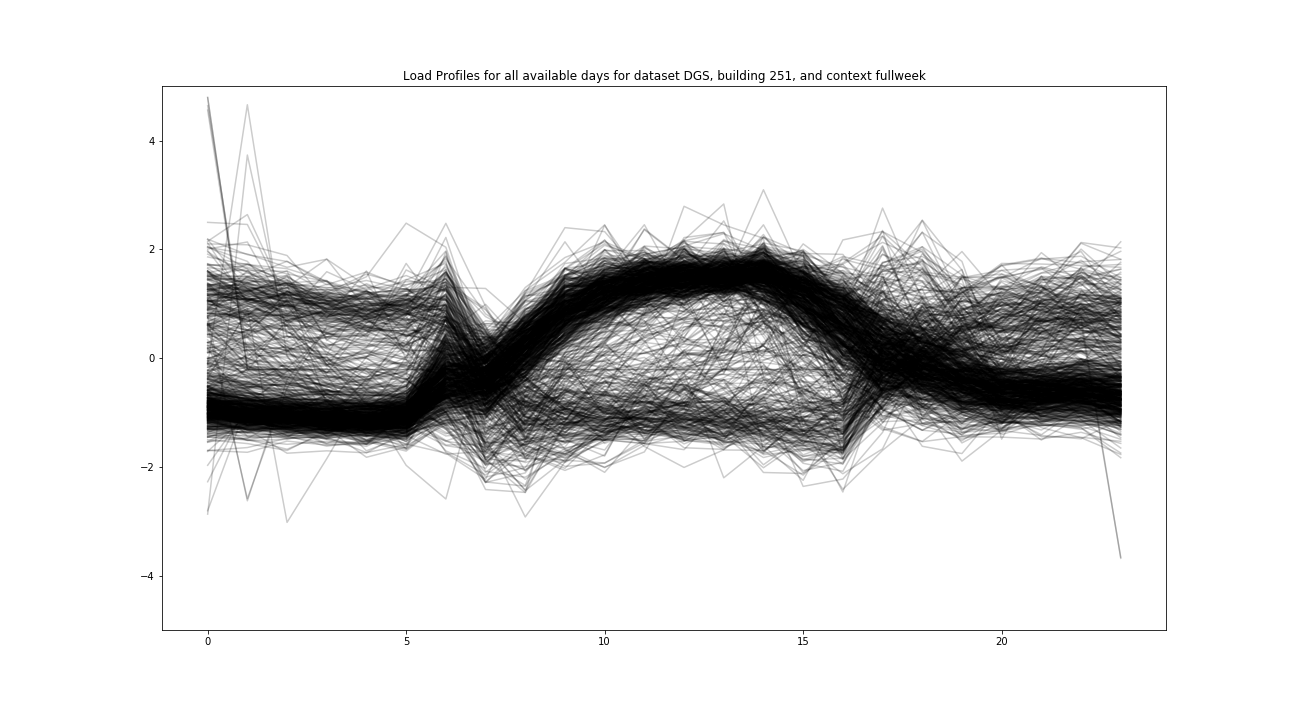 Load Profiles for all available days for dataset DGS, building 251, and context fullweek
4
2
0
−2
−4
0 5 10 15 20